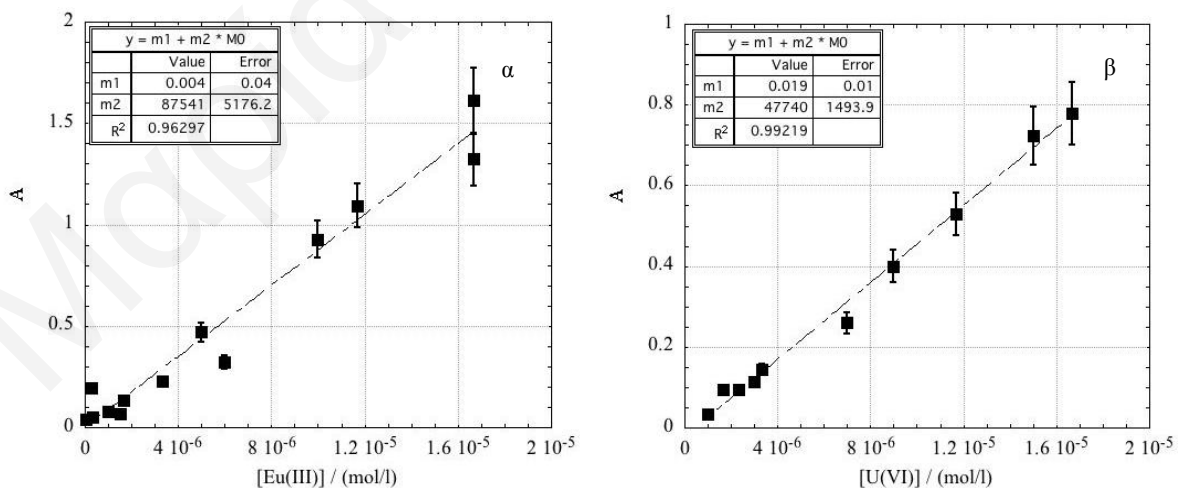 y = m1 + m2 * M0
Value Error
m1 0.004 0.04
m2 87541 5176.2
R² 0.96297
α
2
1.5
1
0.5
0
A
0 4 10⁻⁶ 8 10⁻⁶ 1.2 10⁻⁵ 1.6 10⁻⁵ 2 10⁻⁵
[Eu(III)] / (mol/l)
y = m1 + m2 * M0
Value Error
m1 0.019 0.01
m2 47740 1493.9
R² 0.99219
β
1
0.8
0.6
0.4
0.2
0
A
0 4 10⁻⁶ 8 10⁻⁶ 1.2 10⁻⁵ 1.6 10⁻⁵ 2 10⁻⁵
[U(VI)] / (mol/l)
Μαρία